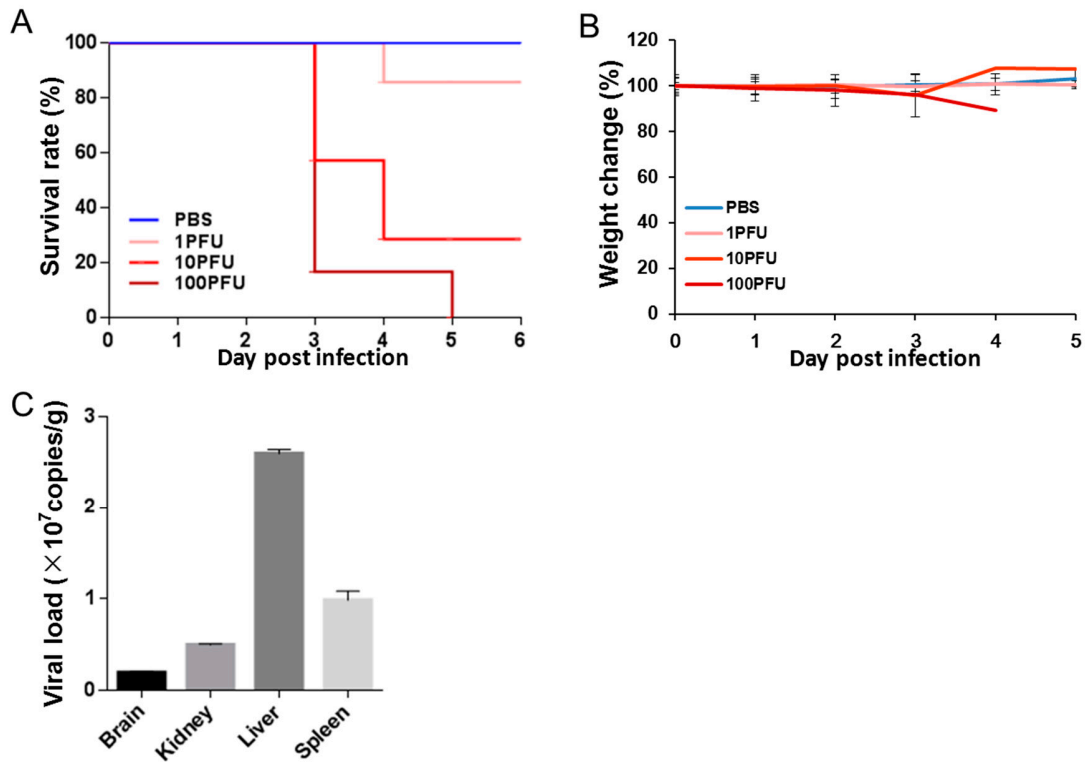 A
Survival rate (%)
100
80
60
40
20
0
PBS
1PFU
10PFU
100PFU
0 1 2 3 4 5 6
Day post infection
B
Weight change (%)
120
100
80
60
40
20
0
PBS
1PFU
10PFU
100PFU
0 1 2 3 4 5
Day post infection
C
Viral load (×10⁷copies/g)
3
2
1
0
Brain
Kidney
Liver
Spleen